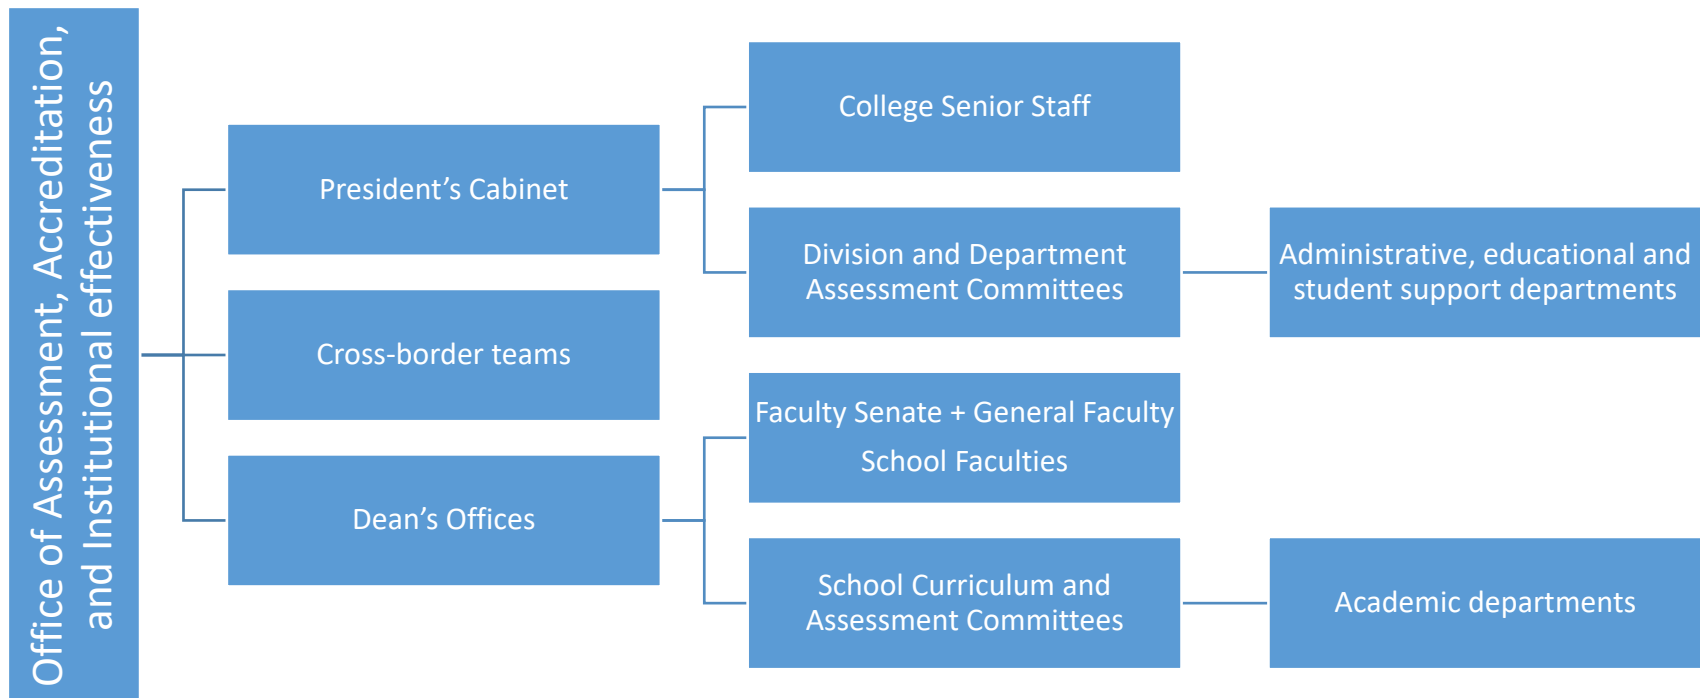 Office of Assessment, Accreditation,
and Institutional effectiveness
President’s Cabinet
Cross-border teams
Dean’s Offices
College Senior Staff
Division and Department
Assessment Committees
Faculty Senate + General Faculty
School Faculties
School Curriculum and
Assessment Committees
Administrative, educational and
student support departments
Academic departments